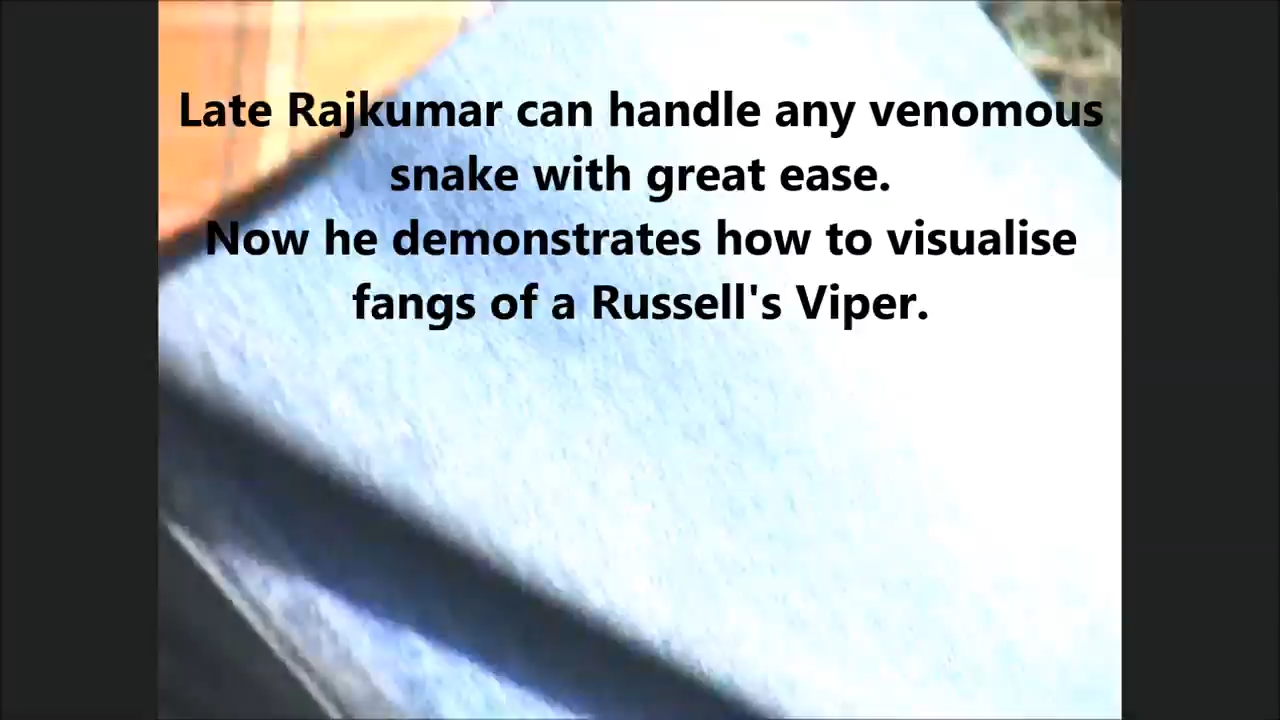 Late Rajkumar can handle any venomous
snake with great ease.
Now he demonstrates how to visualise
fangs of a Russell's Viper.